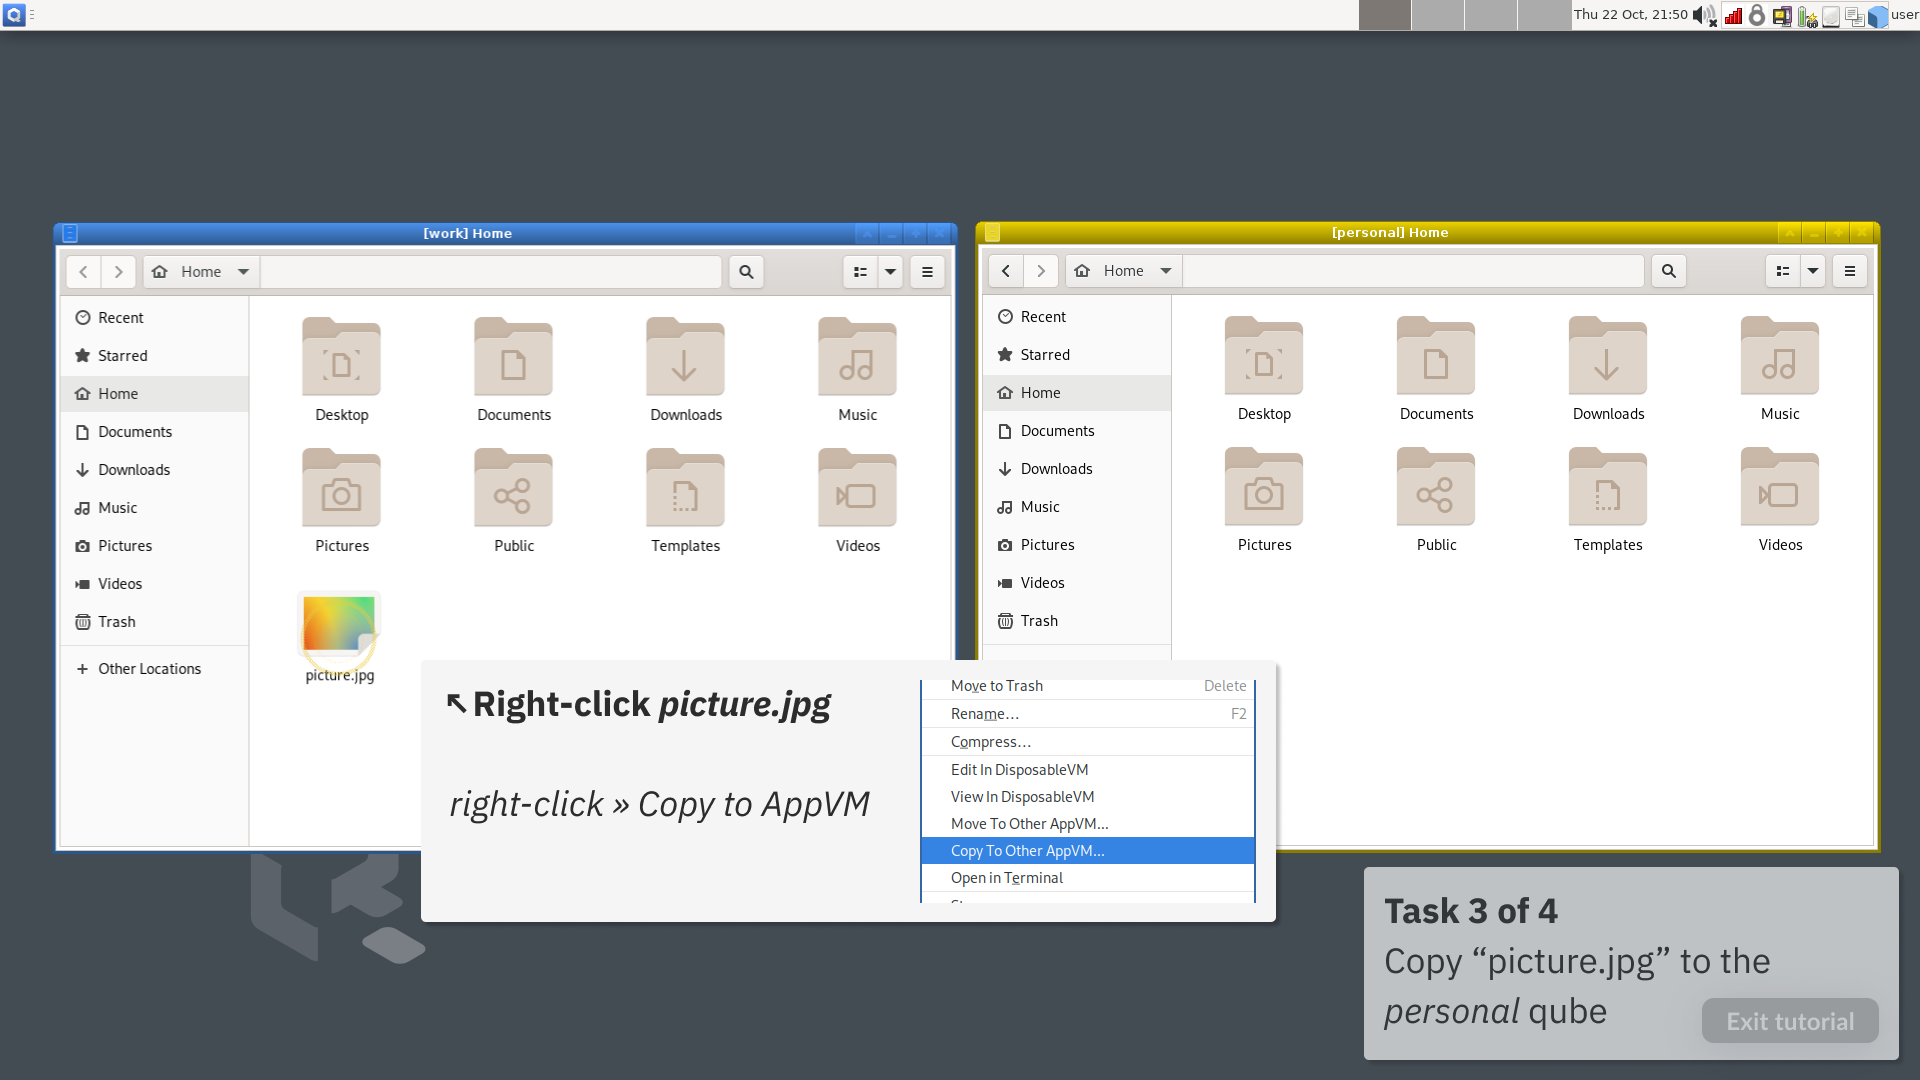 Thu 22 Oct, 21:50
user
[work] Home
Home
Recent
Starred
Home
Documents
Downloads
Music
Pictures
Videos
Trash
Other Locations
Desktop
Documents
Downloads
Music
Pictures
Public
Templates
Videos
picture.jpg
[personal] Home
Home
Recent
Starred
Home
Documents
Downloads
Music
Pictures
Videos
Trash
Desktop
Documents
Downloads
Music
Pictures
Public
Templates
Videos
Right-click picture.jpg
right-click » Copy to AppVM
Move to Trash Delete
Rename... F2
Compress...
Edit In DisposableVM
View In DisposableVM
Move To Other AppVM...
Copy To Other AppVM...
Open in Terminal
Task 3 of 4
Copy “picture.jpg” to the
personal qube
Exit tutorial